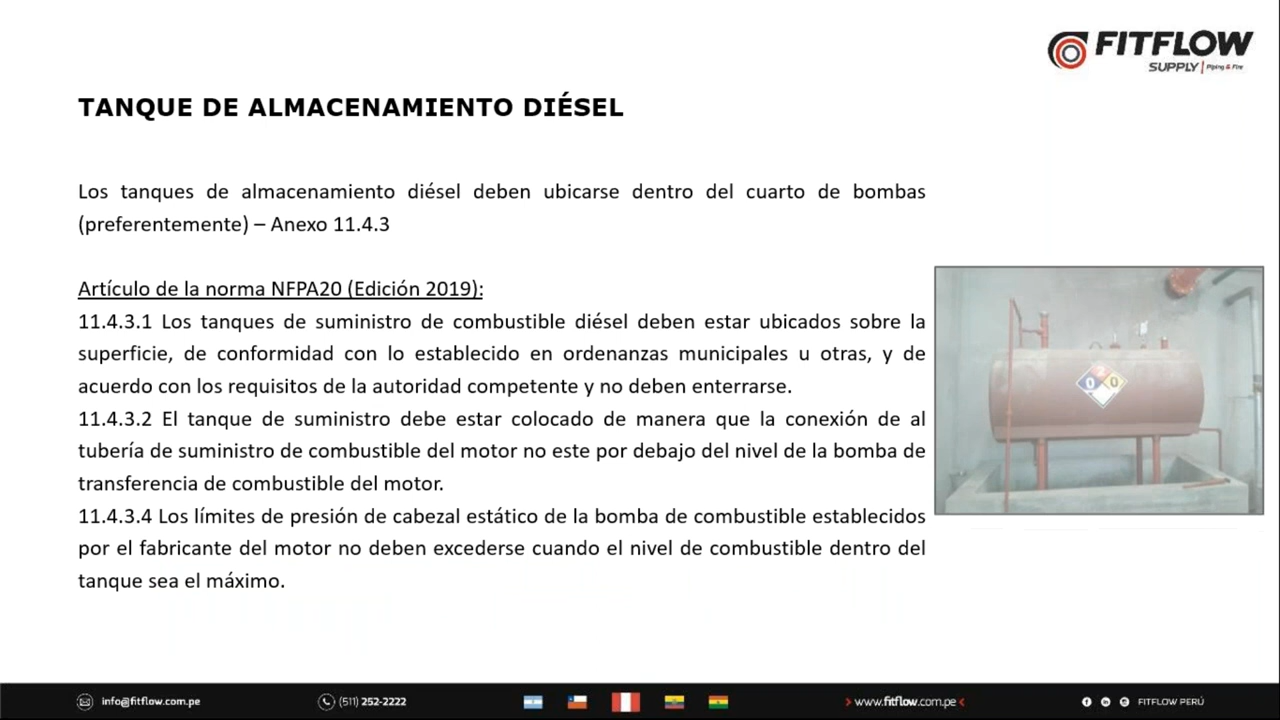 FITFLOW
SUPPLY | Piping & Fire
TANQUE DE ALMACENAMIENTO DIÉSEL
Los tanques de almacenamiento diésel deben ubicarse dentro del cuarto de bombas
(preferentemente) – Anexo 11.4.3
Artículo de la norma NFPA20 (Edición 2019):
11.4.3.1 Los tanques de suministro de combustible diésel deben estar ubicados sobre la
superficie, de conformidad con lo establecido en ordenanzas municipales u otras, y de
acuerdo con los requisitos de la autoridad competente y no deben enterrarse.
11.4.3.2 El tanque de suministro debe estar colocado de manera que la conexión de al
tubería de suministro de combustible del motor no este por debajo del nivel de la bomba de
transferencia de combustible del motor.
11.4.3.4 Los límites de presión de cabezal estático de la bomba de combustible establecidos
por el fabricante del motor no deben excederse cuando el nivel de combustible dentro del
tanque sea el máximo.
2
0 0
info@fitflow.com.pe
(511) 252-2222
www.fitflow.com.pe
FITFLOW PERÚ